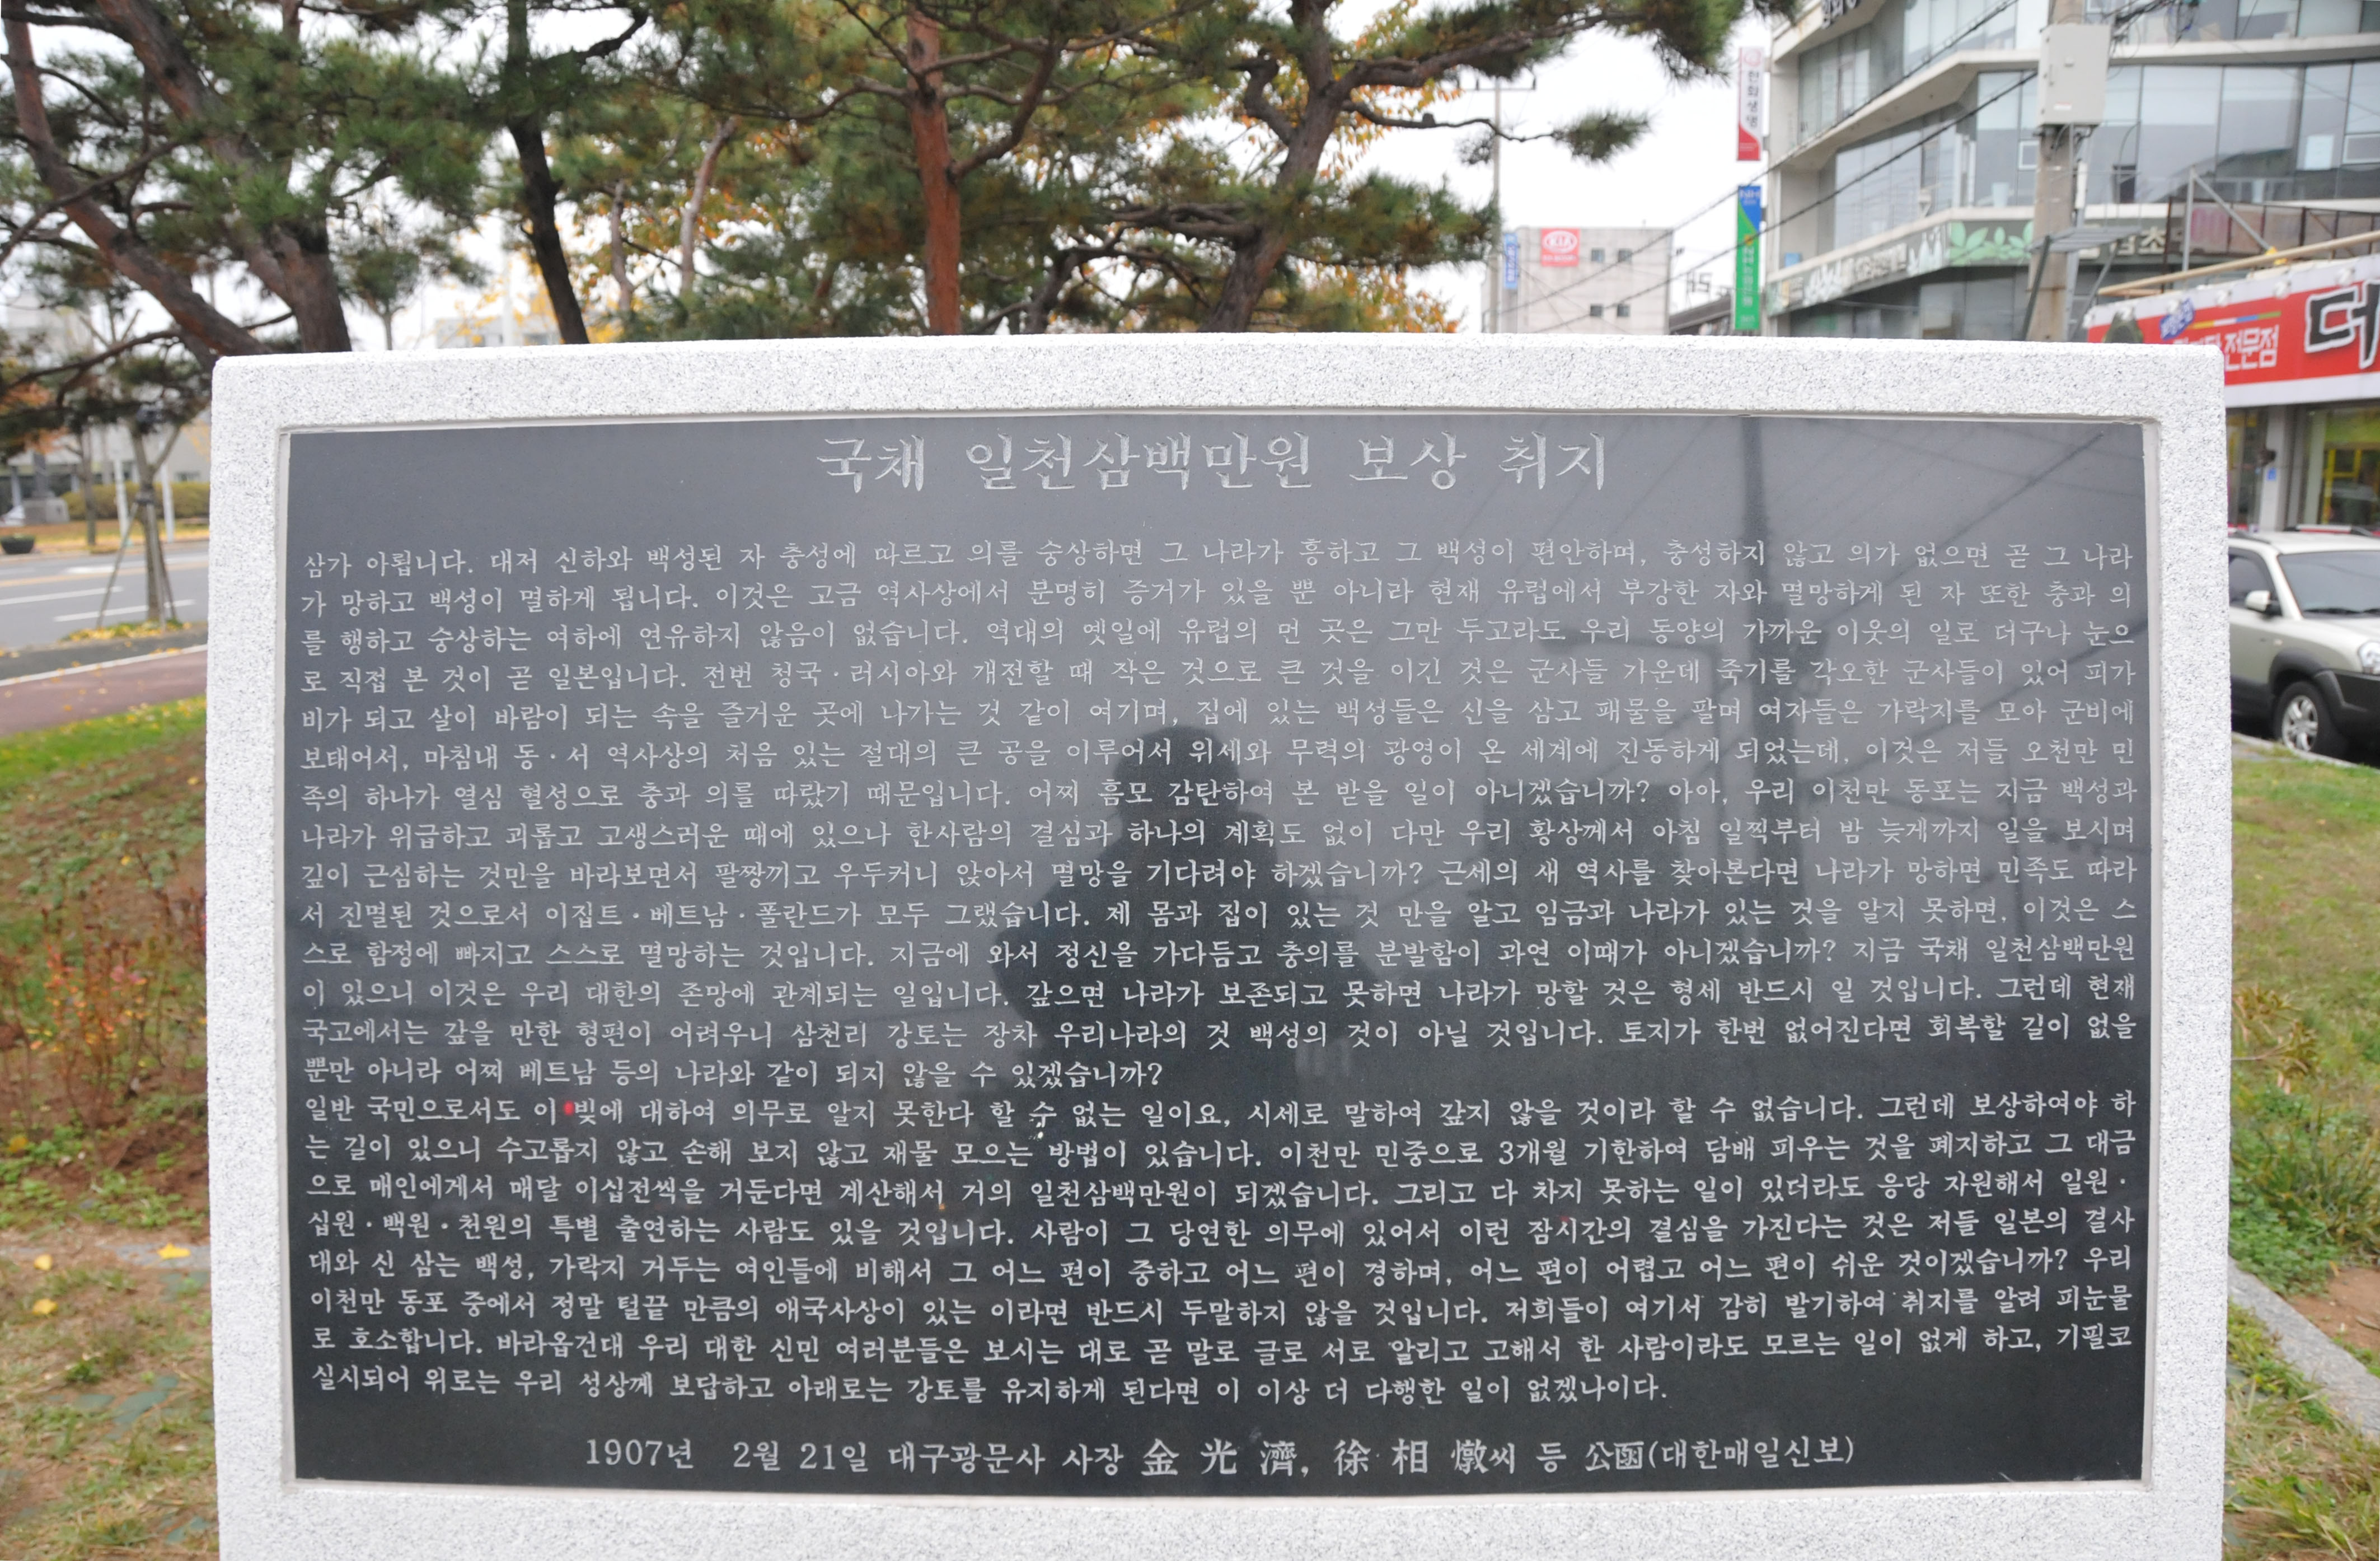 한화생명
KIA
전문점
더
국채 일천삼백만원 보상 취지
삼가 아룁니다. 대저 신하와 백성된 자 충성에 따르고 의를 숭상하면 그 나라가 흥하고 그 백성이 편안하며, 충성하지 않고 의가 없으면 곧 그 나라
가 망하고 백성이 멸하게 됩니다. 이것은 고금 역사상에서 분명히 증거가 있을 뿐 아니라 현재 유럽에서 부강한 자와 멸망하게 된 자 또한 충과 의
를 행하고 숭상하는 여하에 연유하지 않음이 없습니다. 역대의 옛일에 유럽의 먼 곳은 그만 두고라도 우리 동양의 가까운 이웃의 일로 더구나 눈으
로 직접 본 것이 곧 일본입니다. 전번 청국·러시아와 개전할 때 작은 것으로 큰 것을 이긴 것은 군사들 가운데 죽기를 각오한 군사들이 있어 피가
비가 되고 살이 바람이 되는 속을 즐거운 곳에 나가는 것 같이 여기며, 집에 있는 백성들은 신을 삼고 패물을 팔며 여자들은 가락지를 모아 군비에
보태어서, 마침내 동·서 역사상의 처음 있는 절대의 큰 공을 이루어서 위세와 무력의 광영이 온 세계에 진동하게 되었는데, 이것은 저들 오천만 민
족의 하나가 열심 혈성으로 충과 의를 따랐기 때문입니다. 어찌 흠모 감탄하여 본 받을 일이 아니겠습니까? 아아, 우리 이천만 동포는 지금 백성과
나라가 위급하고 괴롭고 고생스러운 때에 있으나 한사람의 결심과 하나의 계획도 없이 다만 우리 황상께서 아침 일찍부터 밤 늦게까지 일을 보시며
깊이 근심하는 것만을 바라보면서 팔짱끼고 우두커니 앉아서 멸망을 기다려야 하겠습니까? 근세의 새 역사를 찾아본다면 나라가 망하면 민족도 따라
서 진멸된 것으로서 이집트·베트남·폴란드가 모두 그랬습니다. 제 몸과 집이 있는 것 만을 알고 임금과 나라가 있는 것을 알지 못하면, 이것은 스
스로 함정에 빠지고 스스로 멸망하는 것입니다. 지금에 와서 정신을 가다듬고 충의를 분발함이 과연 이때가 아니겠습니까? 지금 국채 일천삼백만원
이 있으니 이것은 우리 대한의 존망에 관계되는 일입니다. 갚으면 나라가 보존되고 못하면 나라가 망할 것은 형세 반드시 일 것입니다. 그런데 현재
국고에서는 갚을 만한 형편이 어려우니 삼천리 강토는 장차 우리나라의 것 백성의 것이 아닐 것입니다. 토지가 한번 없어진다면 회복할 길이 없을
뿐만 아니라 어찌 베트남 등의 나라와 같이 되지 않을 수 있겠습니까?
일반 국민으로서도 이 빚에 대하여 의무로 알지 못한다 할 수 없는 일이요, 시세로 말하여 갚지 않을 것이라 할 수 없습니다. 그런데 보상하여야 하
는 길이 있으니 수고롭지 않고 손해 보지 않고 재물 모으는 방법이 있습니다. 이천만 민중으로 3개월 기한하여 담배 피우는 것을 폐지하고 그 대금
으로 매인에게서 매달 이십전씩을 거둔다면 계산해서 거의 일천삼백만원이 되겠습니다. 그리고 다 차지 못하는 일이 있더라도 응당 자원해서 일원·
십원·백원·천원의 특별 출연하는 사람도 있을 것입니다. 사람이 그 당연한 의무에 있어서 이런 잠시간의 결심을 가진다는 것은 저들 일본의 결사
대와 신 삼는 백성, 가락지 거두는 여인들에 비해서 그 어느 편이 중하고 어느 편이 경하며, 어느 편이 어렵고 어느 편이 쉬운 것이겠습니까? 우리
이천만 동포 중에서 정말 털끝 만큼의 애국사상이 있는 이라면 반드시 두말하지 않을 것입니다. 저희들이 여기서 감히 발기하여 취지를 알려 피눈물
로 호소합니다. 바라옵건대 우리 대한 신민 여러분들은 보시는 대로 곧 말로 글로 서로 알리고 고해서 한 사람이라도 모르는 일이 없게 하고, 기필코
실시되어 위로는 우리 성상께 보답하고 아래로는 강토를 유지하게 된다면 이 이상 더 다행한 일이 없겠나이다.
1907년 2월 21일 대구광문사 사장 金光濟, 徐相燉씨 등 公函(대한매일신보)